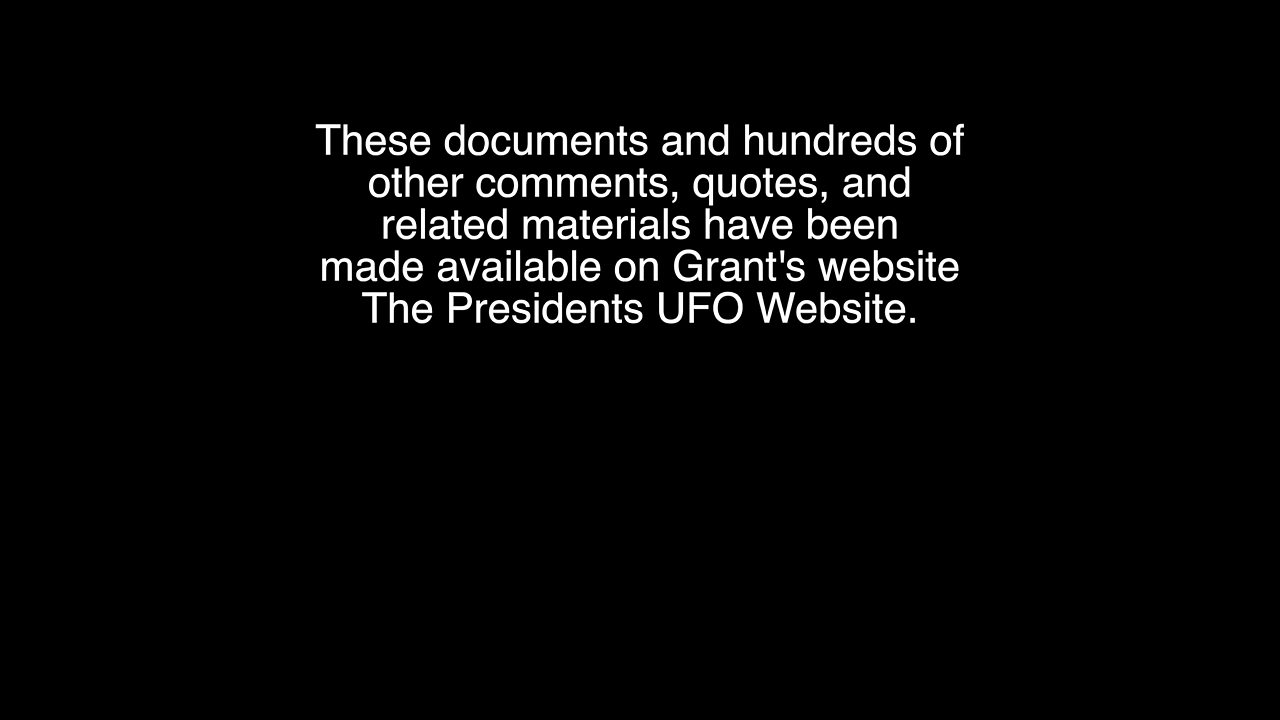 These documents and hundreds of
other comments, quotes, and
related materials have been
made available on Grant's website
The Presidents UFO Website.